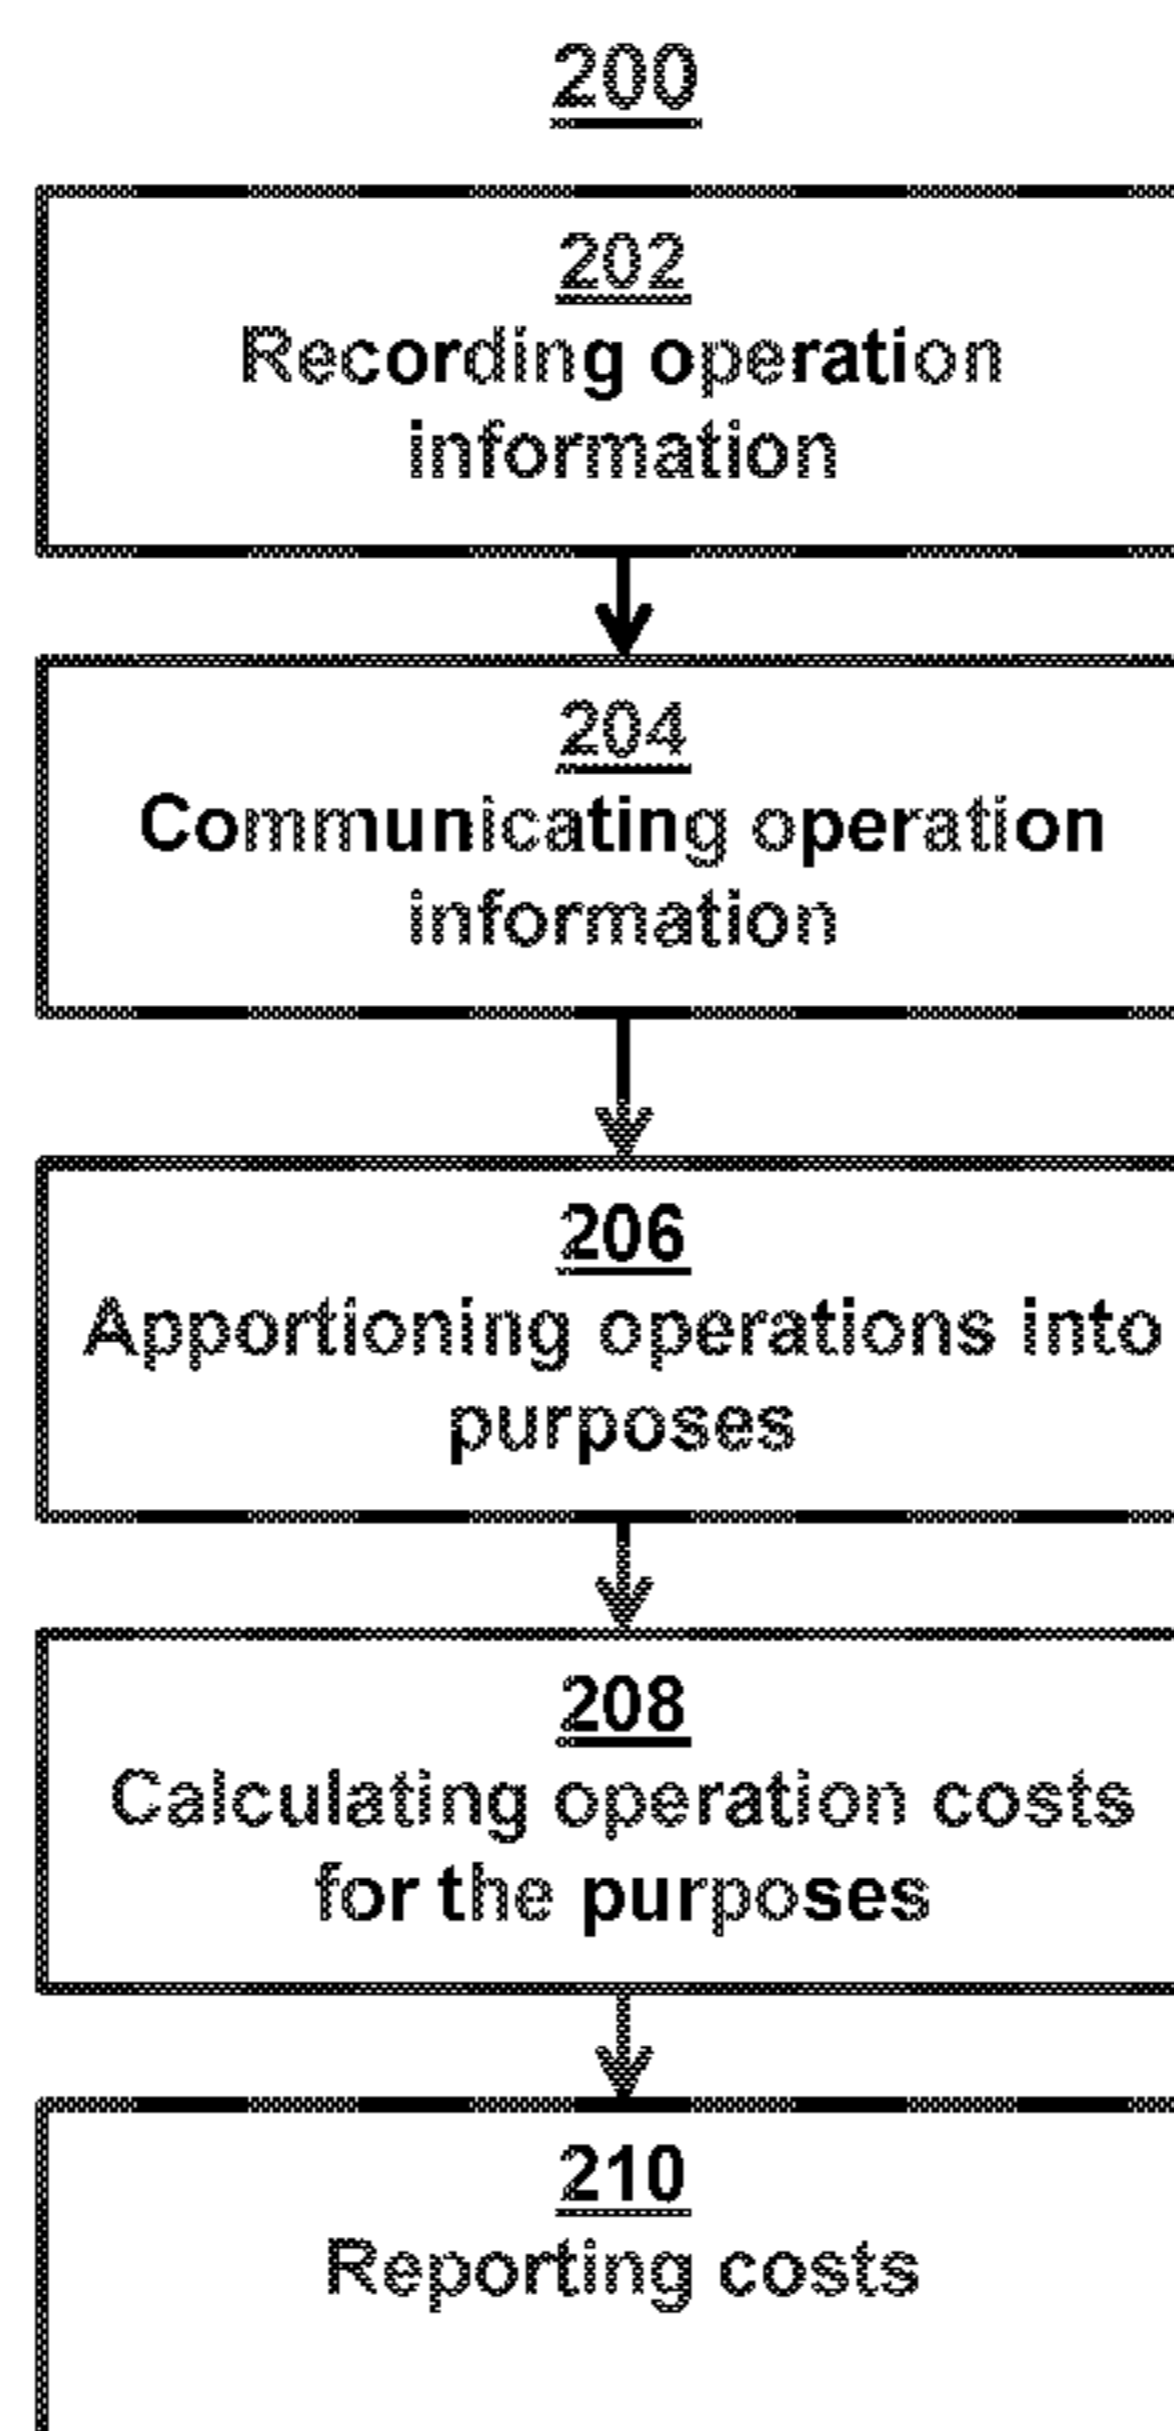 200
202
Recording operation
information
204
Communicating operation
information
206
Apportioning operations into
purposes
208
Calculating operation costs
for the purposes
210
Reporting costs